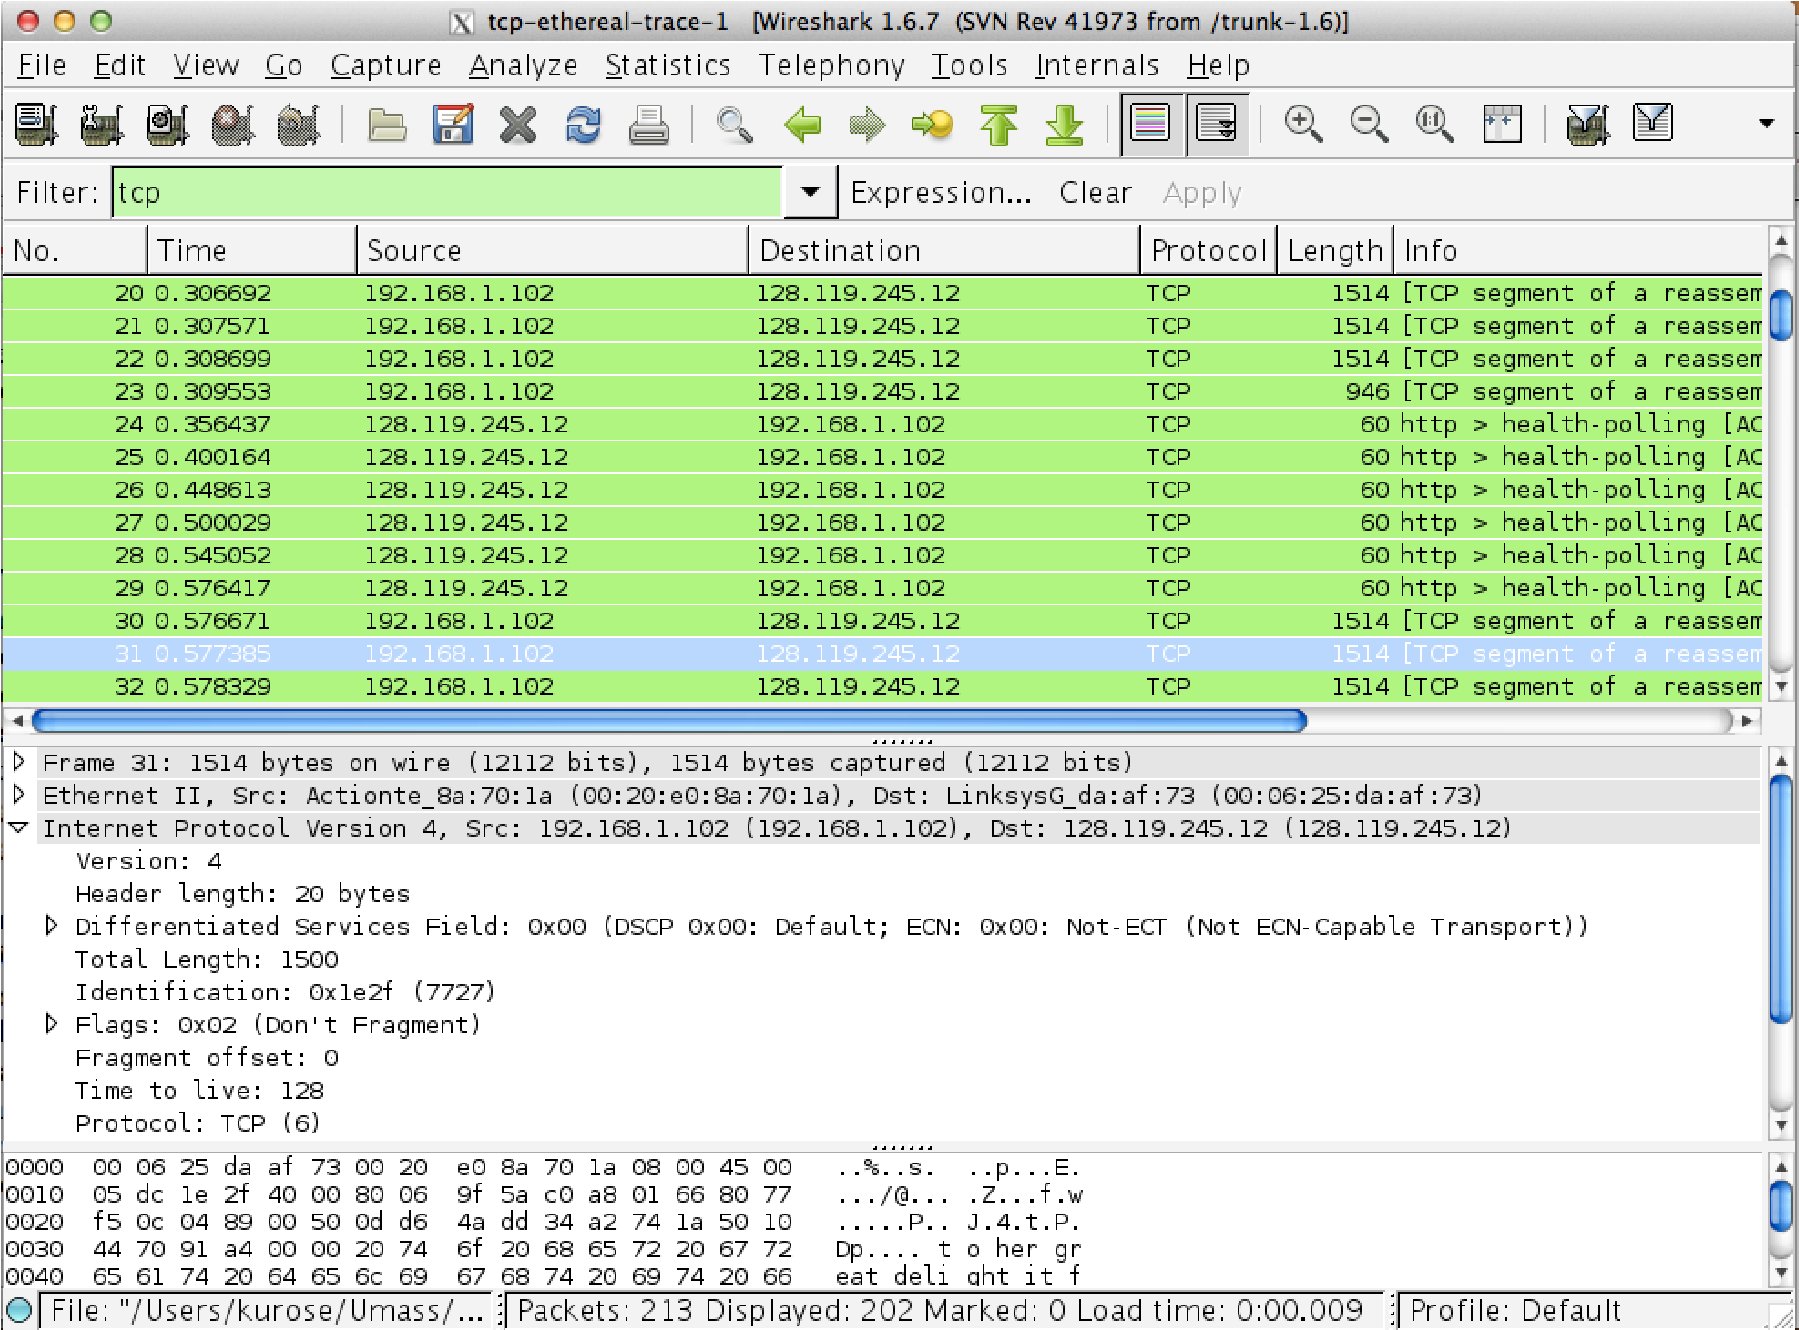 tcp-ethereal-trace-1 [Wireshark 1.6.7 (SVN Rev 41973 from /trunk-1.6)]
File Edit View Go Capture Analyze Statistics Telephony Tools Internals Help
Filter: tcp Expression... Clear Apply
No. Time Source Destination Protocol Length Info
20 0.306692 192.168.1.102 128.119.245.12 TCP 1514 [TCP segment of a reassem
21 0.307571 192.168.1.102 128.119.245.12 TCP 1514 [TCP segment of a reassem
22 0.308699 192.168.1.102 128.119.245.12 TCP 1514 [TCP segment of a reassem
23 0.309553 192.168.1.102 128.119.245.12 TCP 946 [TCP segment of a reassem
24 0.356437 128.119.245.12 192.168.1.102 TCP 60 http > health-polling [AC
25 0.400164 128.119.245.12 192.168.1.102 TCP 60 http > health-polling [AC
26 0.448613 128.119.245.12 192.168.1.102 TCP 60 http > health-polling [AC
27 0.500029 128.119.245.12 192.168.1.102 TCP 60 http > health-polling [AC
28 0.545052 128.119.245.12 192.168.1.102 TCP 60 http > health-polling [AC
29 0.576417 128.119.245.12 192.168.1.102 TCP 60 http > health-polling [AC
30 0.576671 192.168.1.102 128.119.245.12 TCP 1514 [TCP segment of a reassem
31 0.577385 192.168.1.102 128.119.245.12 TCP 1514 [TCP segment of a reassem
32 0.578329 192.168.1.102 128.119.245.12 TCP 1514 [TCP segment of a reassem
Frame 31: 1514 bytes on wire (12112 bits), 1514 bytes captured (12112 bits)
Ethernet II, Src: Actionte_8a:70:1a (00:20:e0:8a:70:1a), Dst: LinksysG_da:af:73 (00:06:25:da:af:73)
Internet Protocol Version 4, Src: 192.168.1.102 (192.168.1.102), Dst: 128.119.245.12 (128.119.245.12)
Version: 4
Header length: 20 bytes
Differentiated Services Field: 0x00 (DSCP 0x00: Default; ECN: 0x00: Not-ECT (Not ECN-Capable Transport))
Total Length: 1500
Identification: 0x1e2f (7727)
Flags: 0x02 (Don't Fragment)
Fragment offset: 0
Time to live: 128
Protocol: TCP (6)
0000 00 06 25 da af 73 00 20 e0 8a 70 1a 08 00 45 00 ..%..s. ..p...E.
0010 05 dc 1e 2f 40 00 80 06 9f 5a c0 a8 01 66 80 77 .../@... .Z...f.w
0020 f5 0c 04 89 00 50 0d d6 4a dd 34 a2 74 1a 50 10 .....P.. J.4.t.P.
0030 44 70 91 a4 00 00 20 74 6f 20 68 65 72 20 67 72 Dp.... t o her gr
0040 65 61 74 20 64 65 6c 69 67 68 74 20 69 74 20 66 eat deli ght it f
File: "/Users/kurose/Umass/... Packets: 213 Displayed: 202 Marked: 0 Load time: 0:00.009 Profile: Default